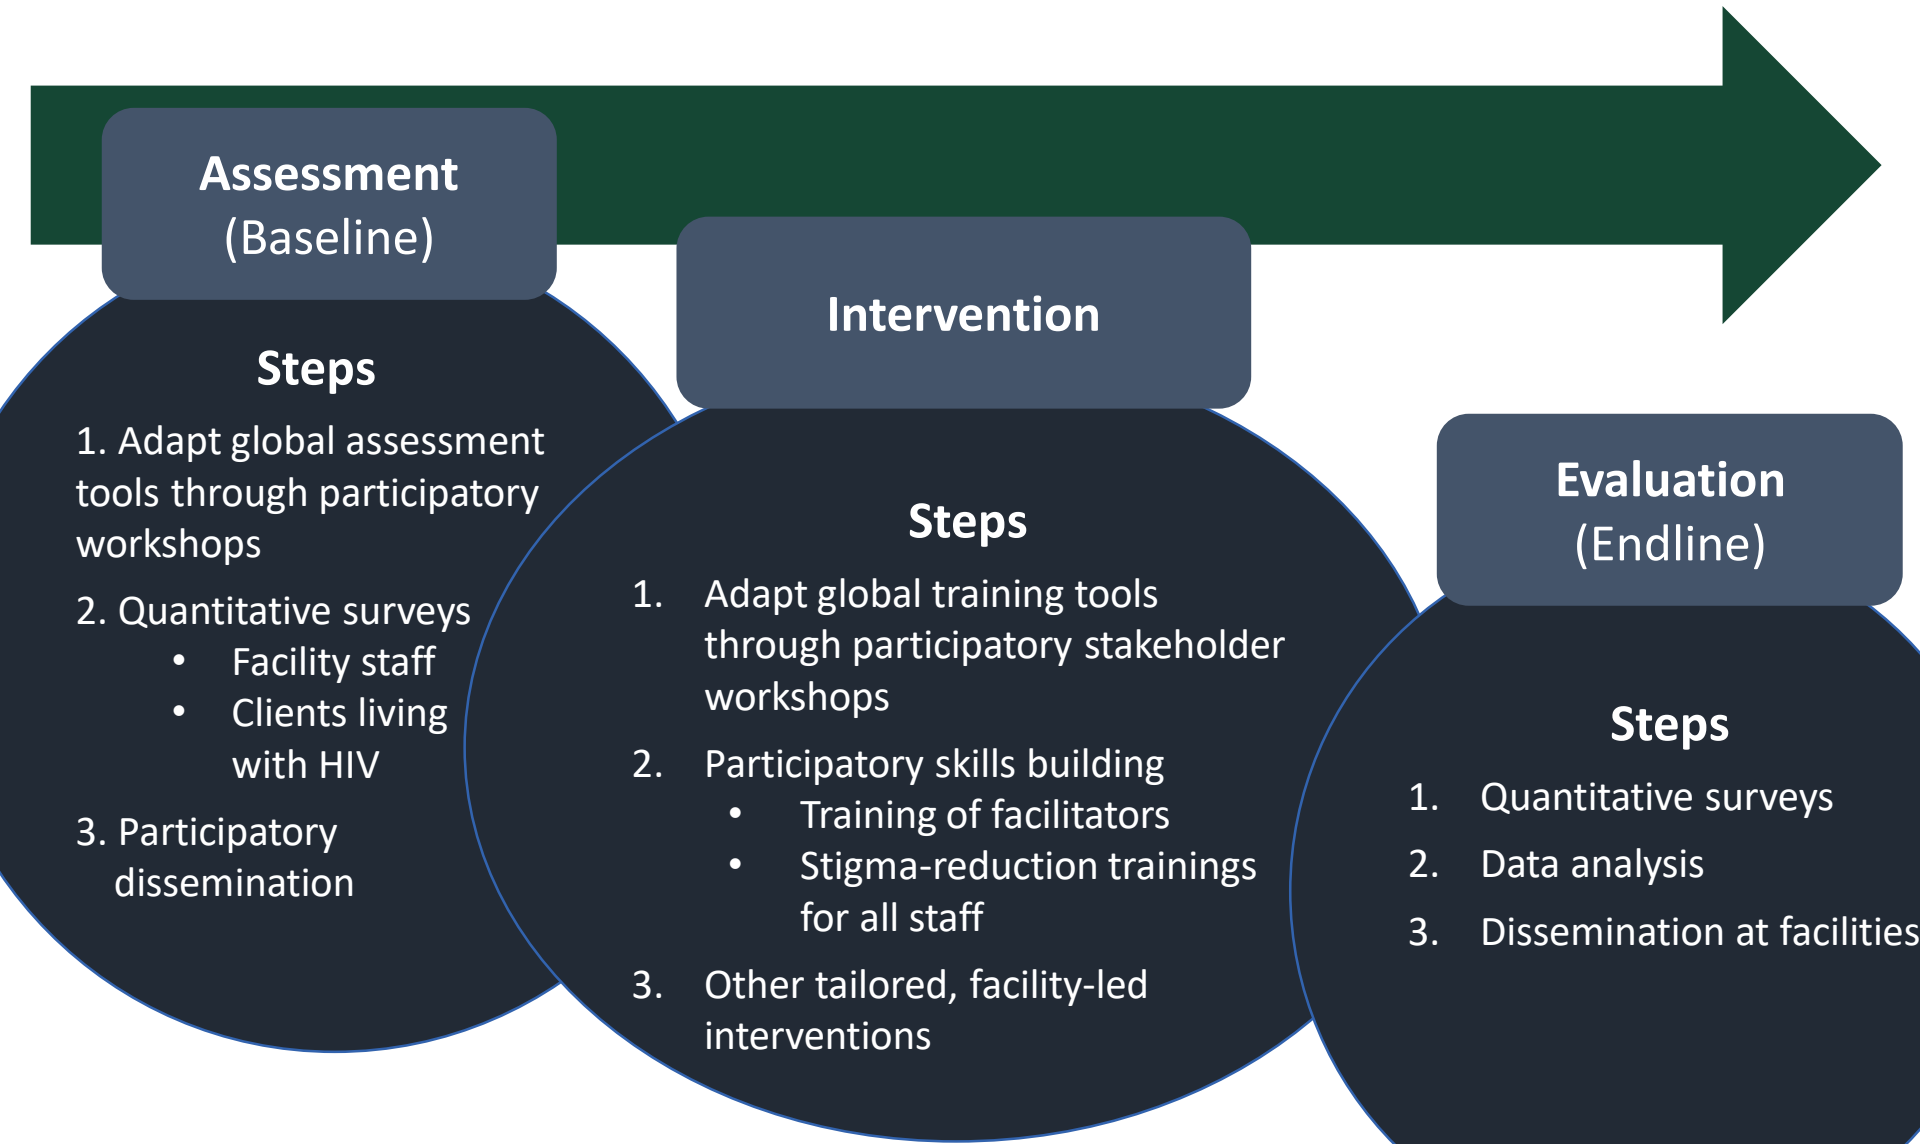 Assessment
(Baseline)
Steps
1. Adapt global assessment
tools through participatory
workshops
2. Quantitative surveys
• Facility staff
• Clients living
with HIV
3. Participatory
dissemination
Intervention
Steps
1. Adapt global training tools
through participatory stakeholder
workshops
2. Participatory skills building
• Training of facilitators
• Stigma-reduction trainings
for all staff
3. Other tailored, facility-led
interventions
Evaluation
(Endline)
Steps
1. Quantitative surveys
2. Data analysis
3. Dissemination at facilities